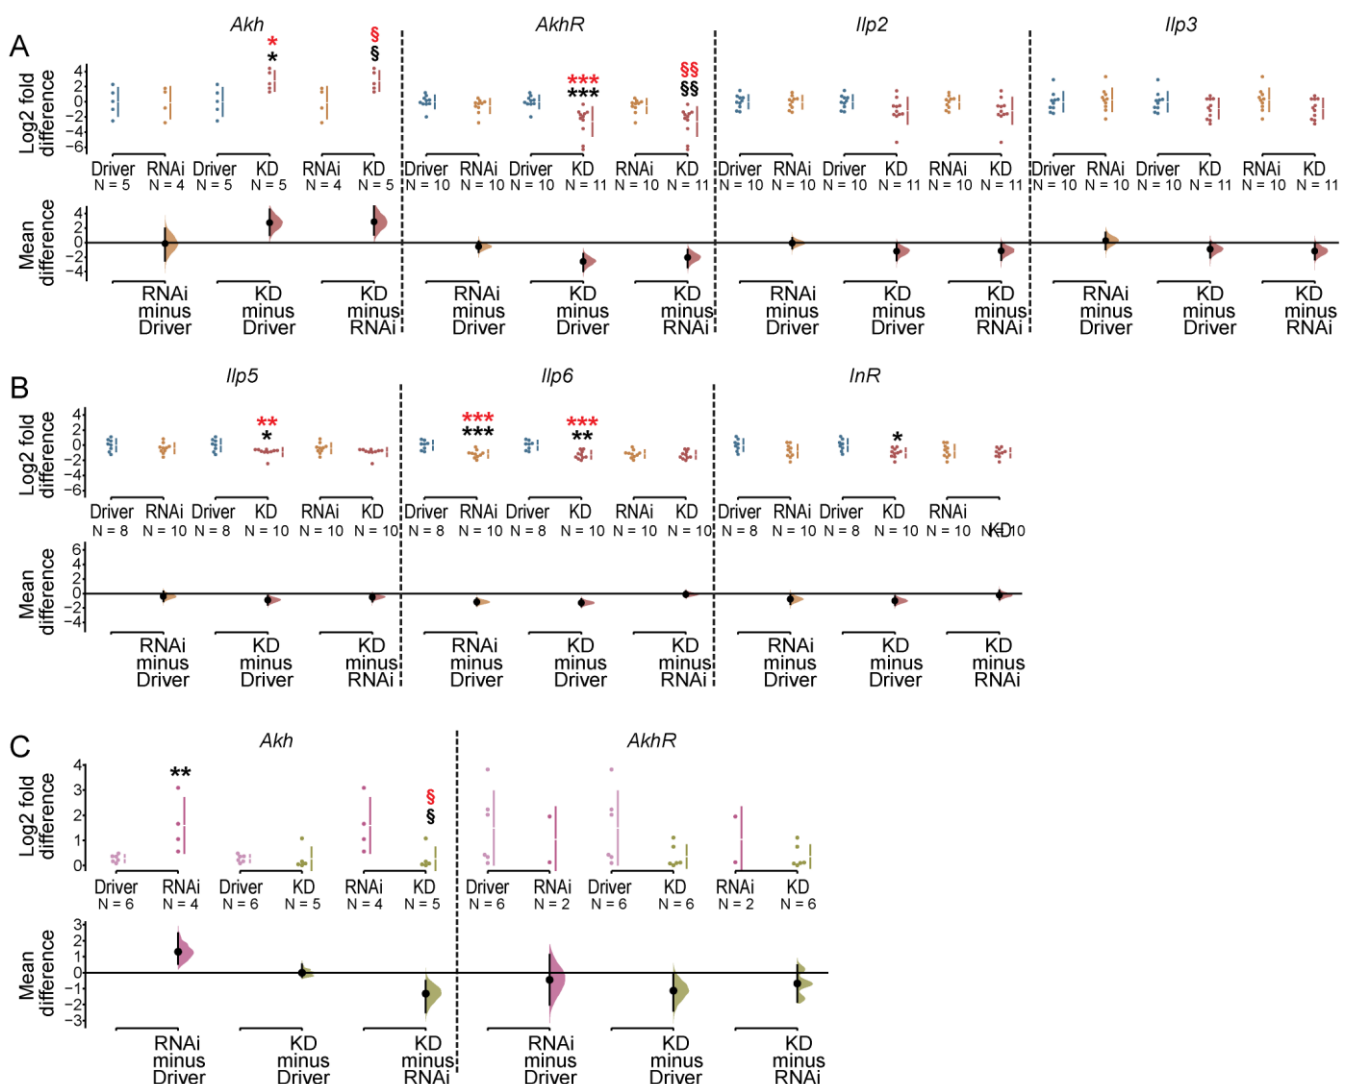 A
Akh AkhR Ilp2 Ilp3
* § *** §§
* § *** §§
Log2 fold
difference
4
2
0
−2
−4
−6
Driver RNAi Driver KD RNAi KD Driver RNAi Driver KD RNAi KD Driver RNAi Driver KD RNAi KD Driver RNAi Driver KD RNAi KD
N = 5 N = 4 N = 5 N = 5 N = 4 N = 5 N = 10 N = 10 N = 10 N = 11 N = 10 N = 11 N = 10 N = 10 N = 10 N = 11 N = 10 N = 11 N = 10 N = 10 N = 10 N = 11 N = 10 N = 11
Mean
difference
4
2
0
−2
−4
RNAi KD KD RNAi KD KD RNAi KD KD RNAi KD KD
minus minus minus minus minus minus minus minus minus minus minus minus
Driver Driver RNAi Driver Driver RNAi Driver Driver RNAi Driver Driver RNAi
B
Ilp5 Ilp6 InR
** *** ***
* *** ** *
Log2 fold
difference
4
2
0
−2
−4
−6
Driver RNAi Driver KD RNAi KD Driver RNAi Driver KD RNAi KD Driver RNAi Driver KD RNAi KD
N = 8 N = 10 N = 8 N = 10 N = 10 N = 10 N = 8 N = 10 N = 8 N = 10 N = 10 N = 10 N = 8 N = 10 N = 8 N = 10 N = 10 N = 10
Mean
difference
6
4
2
0
−2
−4
RNAi KD KD RNAi KD KD RNAi KD KD
minus minus minus minus minus minus minus minus minus
Driver Driver RNAi Driver Driver RNAi Driver Driver RNAi
C
Akh AkhR
** §
§
Log2 fold
difference
4
3
2
1
0
Driver RNAi Driver KD RNAi KD Driver RNAi Driver KD RNAi KD
N = 6 N = 4 N = 6 N = 5 N = 4 N = 5 N = 6 N = 2 N = 6 N = 6 N = 2 N = 6
Mean
difference
3
2
1
0
−1
−2
−3
RNAi KD KD RNAi KD KD
minus minus minus minus minus minus
Driver Driver RNAi Driver Driver RNAi